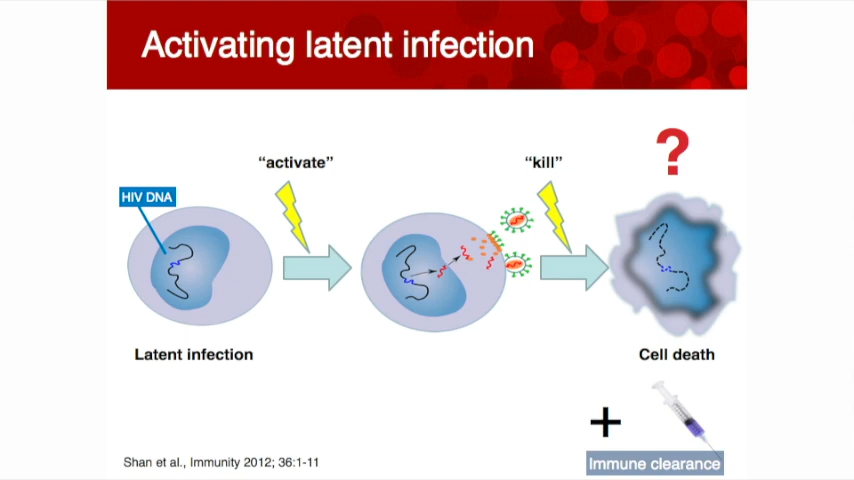 Activating latent infection
?
"activate"
"kill"
HIV DNA
Latent infection
Cell death
+
Shan et al., Immunity 2012; 36:1-11
Immune clearance